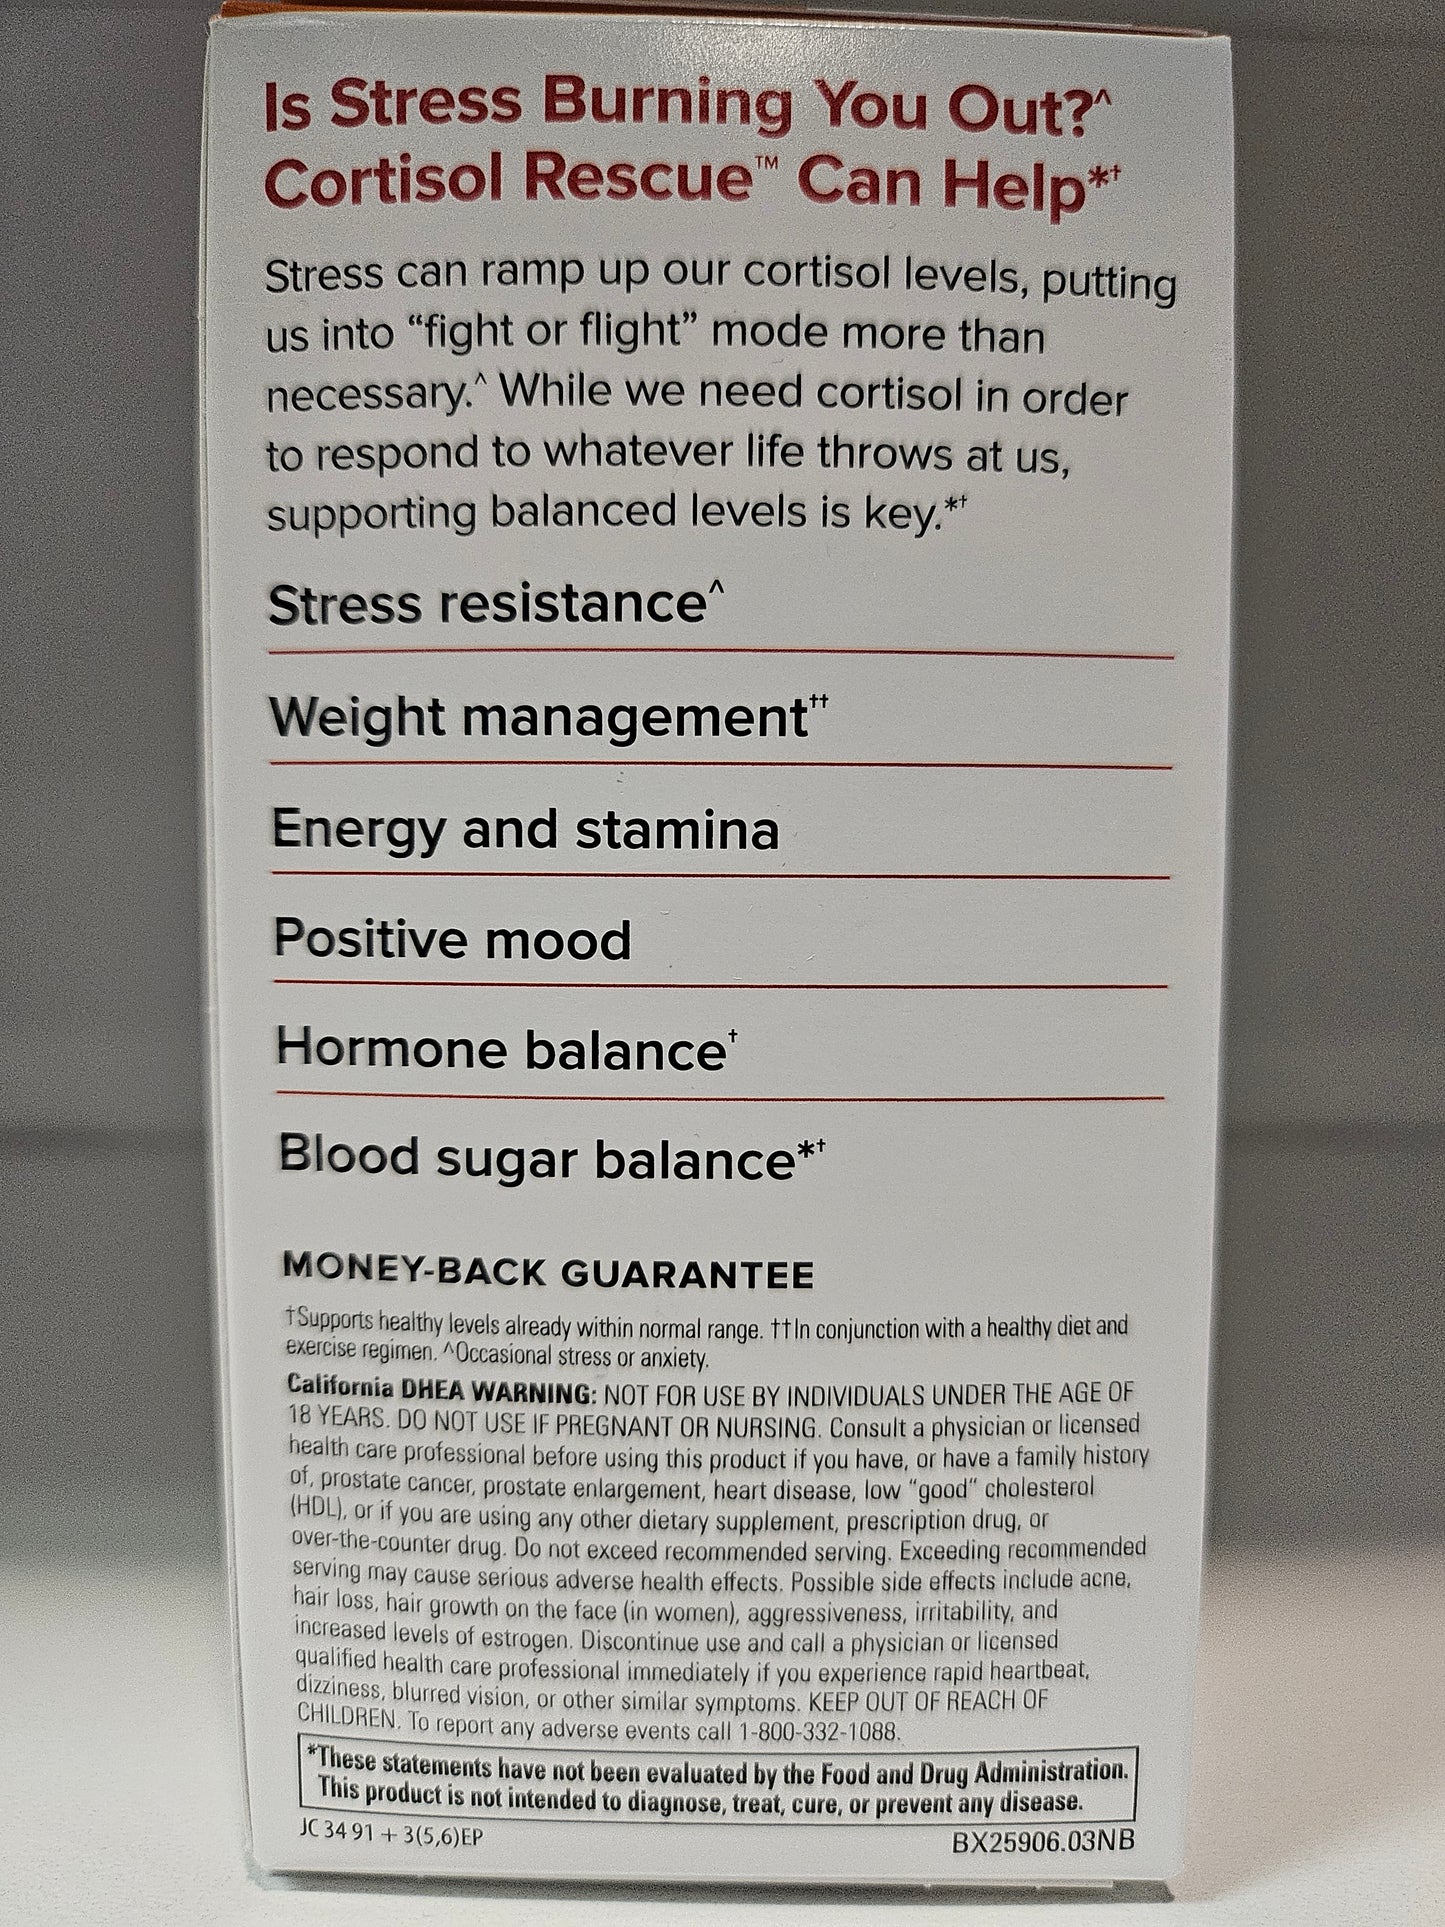 Is Stress Burning You Out?^
Cortisol Rescue™ Can Help*†
Stress can ramp up our cortisol levels, putting
us into “fight or flight” mode more than
necessary.^ While we need cortisol in order
to respond to whatever life throws at us,
supporting balanced levels is key.*†
Stress resistance^
Weight management††
Energy and stamina
Positive mood
Hormone balance†
Blood sugar balance*†
MONEY-BACK GUARANTEE
†Supports healthy levels already within normal range. ††In conjunction with a healthy diet and
exercise regimen. ^Occasional stress or anxiety.
California DHEA WARNING: NOT FOR USE BY INDIVIDUALS UNDER THE AGE OF
18 YEARS. DO NOT USE IF PREGNANT OR NURSING. Consult a physician or licensed
health care professional before using this product if you have, or have a family history
of, prostate cancer, prostate enlargement, heart disease, low "good" cholesterol
(HDL), or if you are using any other dietary supplement, prescription drug, or
over-the-counter drug. Do not exceed recommended serving. Exceeding recommended
serving may cause serious adverse health effects. Possible side effects include acne,
hair loss, hair growth on the face (in women), aggressiveness, irritability, and
increased levels of estrogen. Discontinue use and call a physician or licensed
qualified health care professional immediately if you experience rapid heartbeat,
dizziness, blurred vision, or other similar symptoms. KEEP OUT OF REACH OF
CHILDREN. To report any adverse events call 1-800-332-1088.
*These statements have not been evaluated by the Food and Drug Administration.
This product is not intended to diagnose, treat, cure, or prevent any disease.
JC 34 91 + 3(5,6)EP
BX25906.03NB